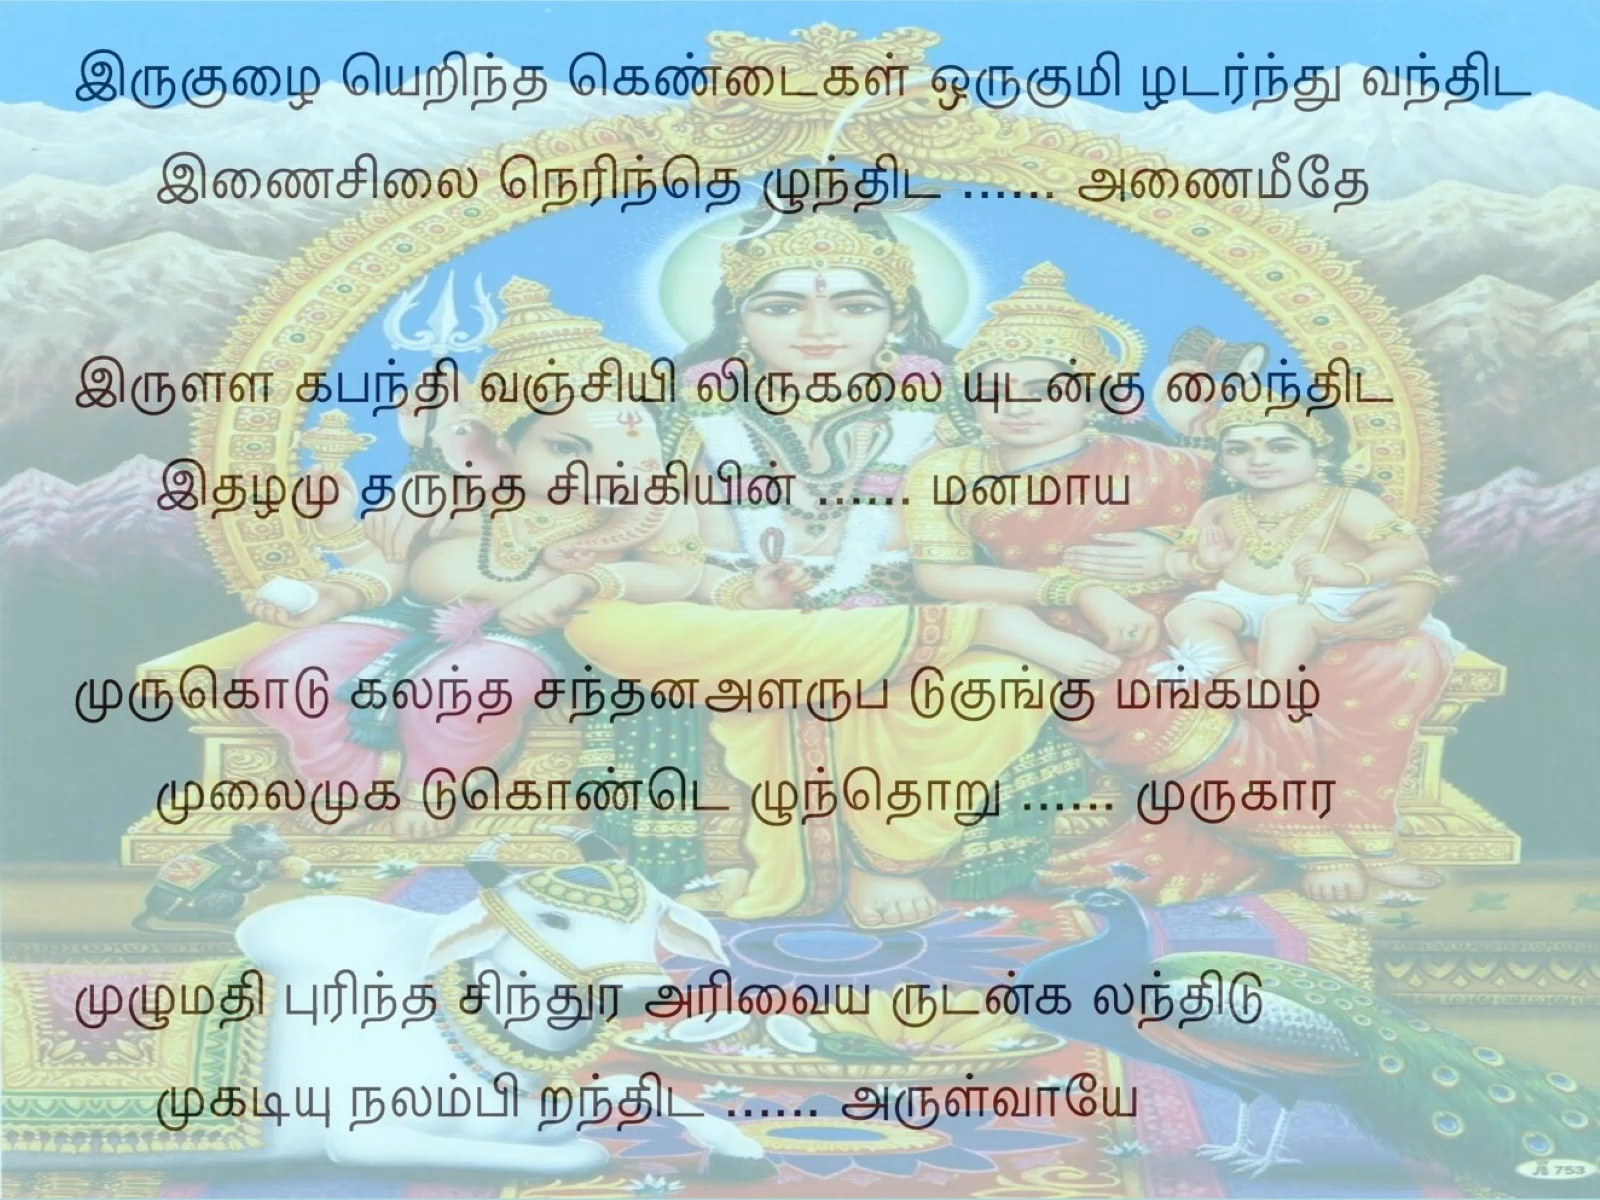 இருகுழை யெறிந்த கெண்டைகள் ஒருகுமி ழடர்ந்து வந்திட
இணைசிலை நெரிந்தெ ழுந்திட ...... அணைமீதே
இருளள கபந்தி வஞ்சியி லிருகலை யுடன்கு லைந்திட
இதழமு தருந்த சிங்கியின் ...... மனமாய
முருகொடு கலந்த சந்தனஅளருப டுகுங்கு மங்கமழ்
முலைமுக டுகொண்டெ ழுந்தொறு ...... முருகார
முழுமதி புரிந்த சிந்துர அரிவைய ருடன்க லந்திடு
முகடியு நலம்பி றந்திட ...... அருள்வாயே
753